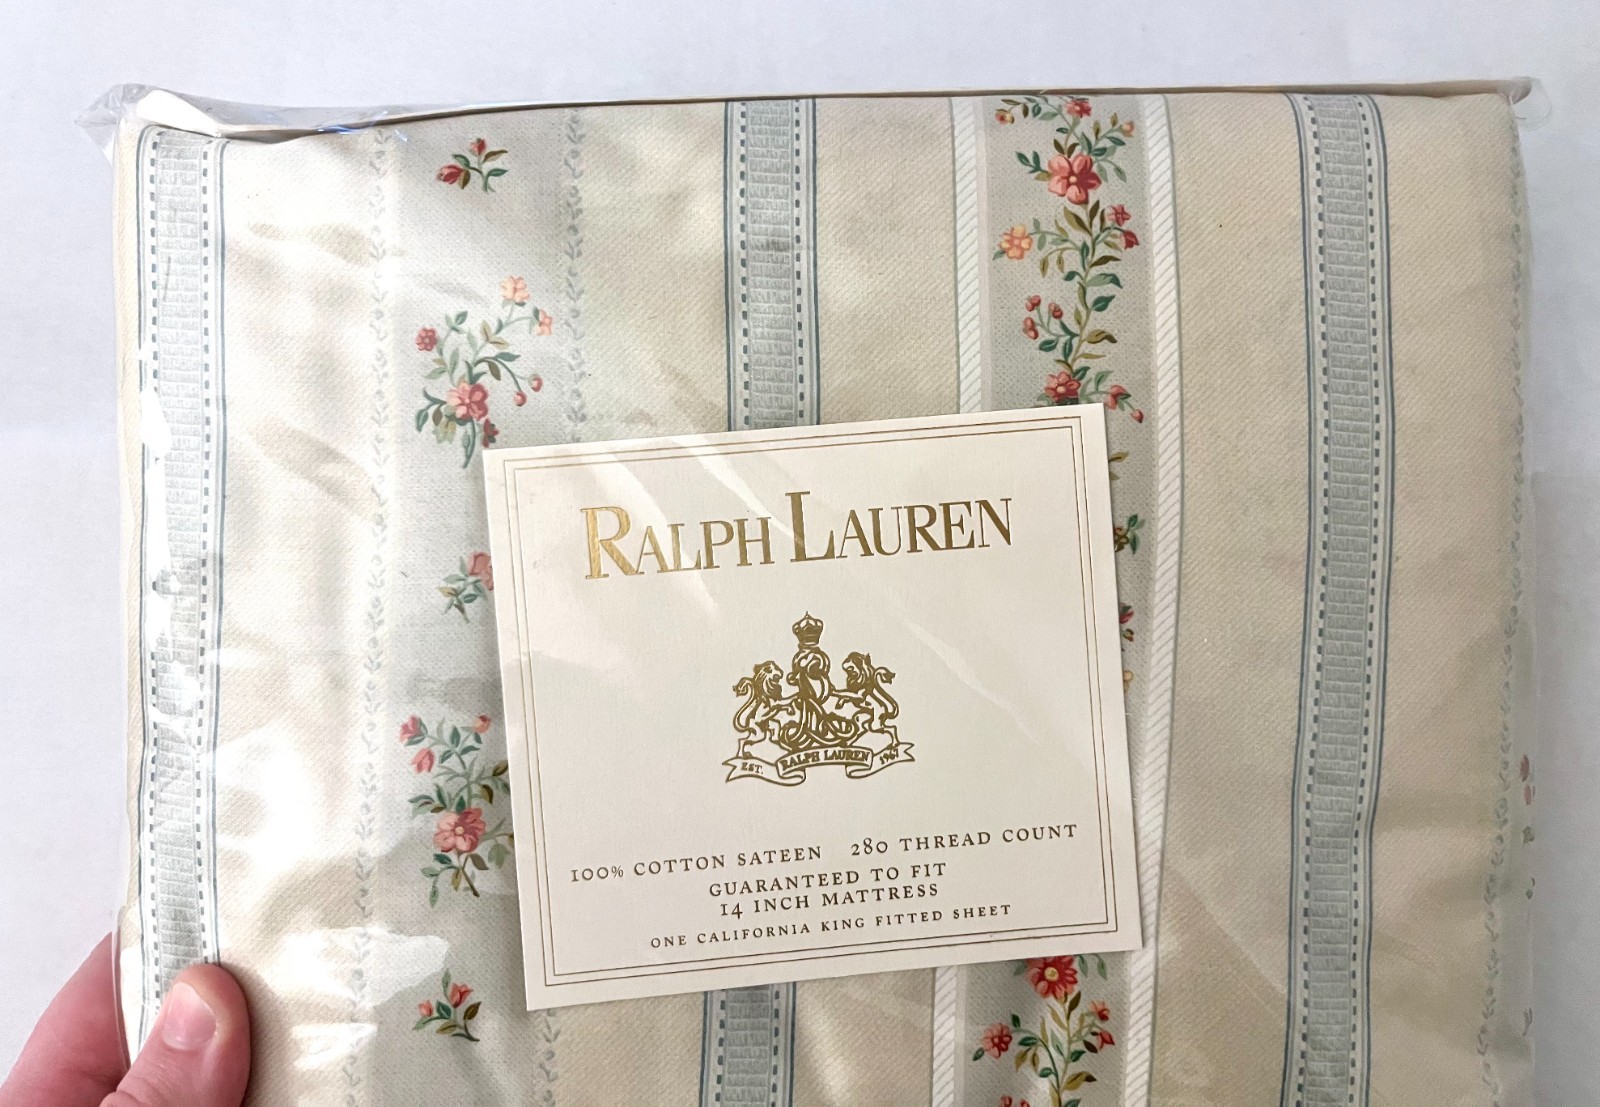 RALPH LAUREN
EST. RALPH LAUREN 1967
100% COTTON SATEEN 280 THREAD COUNT
GUARANTEED TO FIT
14 INCH MATTRESS
ONE CALIFORNIA KING FITTED SHEET